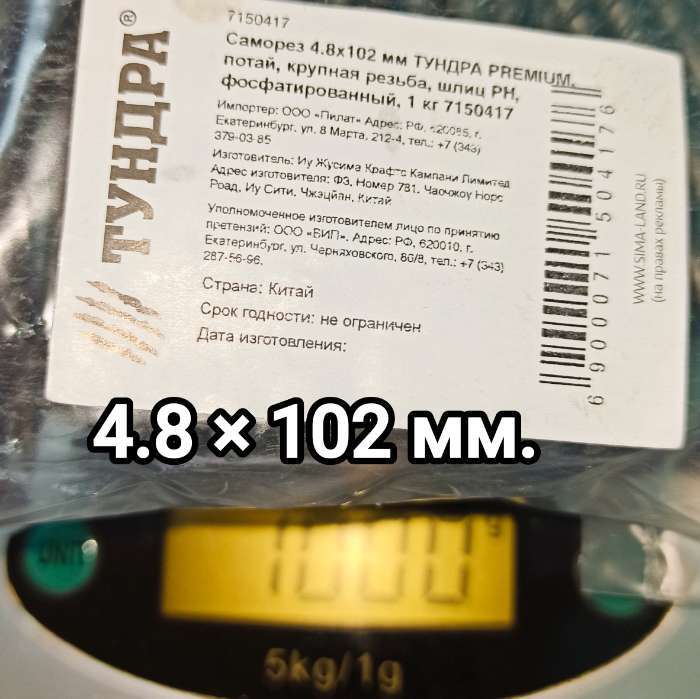 ТУНДРА®
7150417
Саморез 4.8х102 мм ТУНДРА PREMIUM,
потай, крупная резьба, шлиц PH,
фосфатированный, 1 кг 7150417
Импортер: ООО «Пилат» Адрес: РФ, 620085, г.
Екатеринбург, ул. 8 Марта, 212-4, тел.: +7 (343)
379-03-85
Изготовитель: Иу Жусима Крафтс Кампани Лимитед
Адрес изготовителя: ФЗ, Номер 781, Чаочжоу Норс
Роад, Иу Сити, Чжэцзян, Китай
Уполномоченное изготовителем лицо по принятию
претензий: ООО «БИП». Адрес: РФ, 620010, г.
Екатеринбург, ул. Черняховского, 86/8, тел.: +7 (343)
287-56-96.
Страна: Китай
Срок годности: не ограничен
Дата изготовления:
6900071504176
WWW.SIMA-LAND.RU
(на правах рекламы)
4.8 × 102 мм.
UNIT
1000 g
5kg/1g